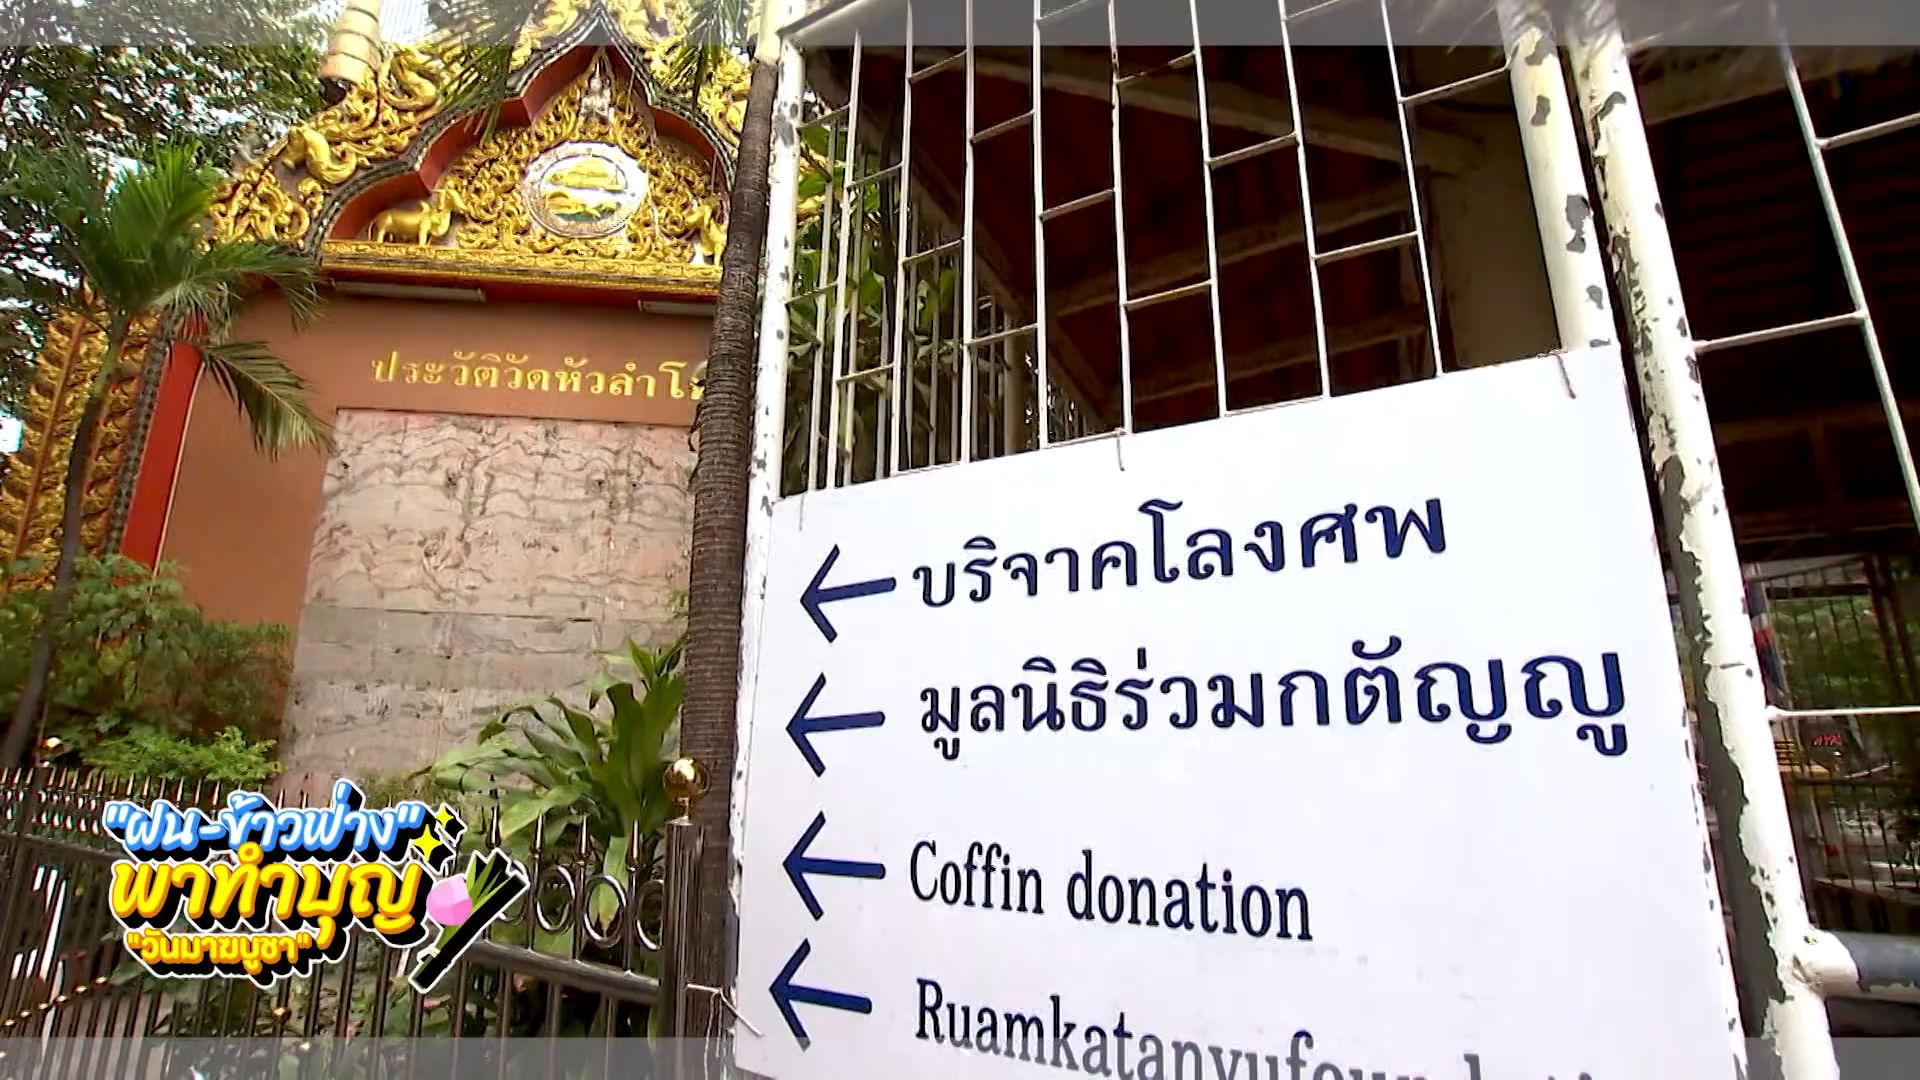 ประวัติวัดหัวลำโ
บริจาคโลงศพ
มูลนิธิร่วมกตัญญู
Coffin donation
Ruamkatanyufoundati
"ฝน-ข้าวฟ่าง"
พาทำบุญ
"วันมาฆบูชา"